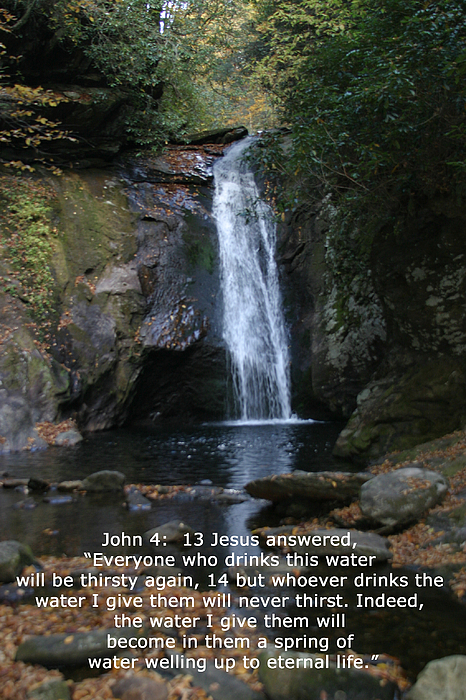 John 4:  13 Jesus answered,
“Everyone who drinks this water
will be thirsty again, 14 but whoever drinks the
water I give them will never thirst. Indeed,
the water I give them will
become in them a spring of
water welling up to eternal life.”